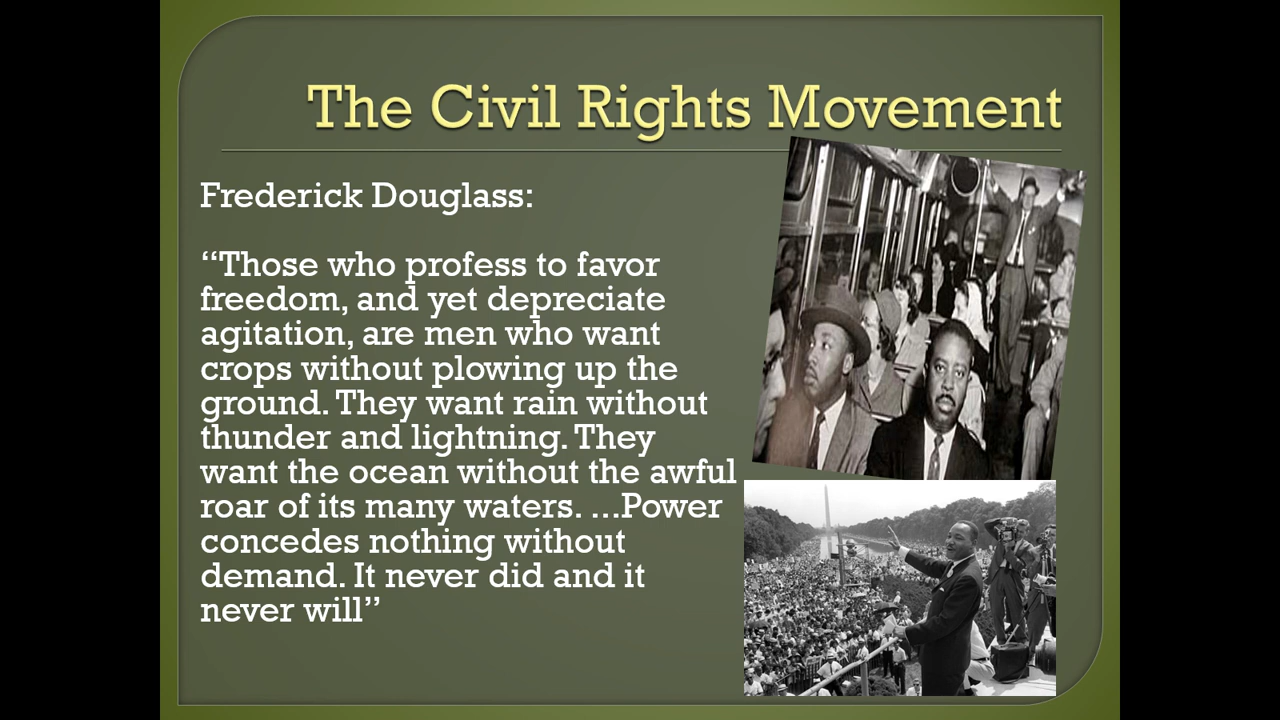 The Civil Rights Movement
Frederick Douglass:
“Those who profess to favor
freedom, and yet depreciate
agitation, are men who want
crops without plowing up the
ground. They want rain without
thunder and lightning. They
want the ocean without the awful
roar of its many waters. ...Power
concedes nothing without
demand. It never did and it
never will”